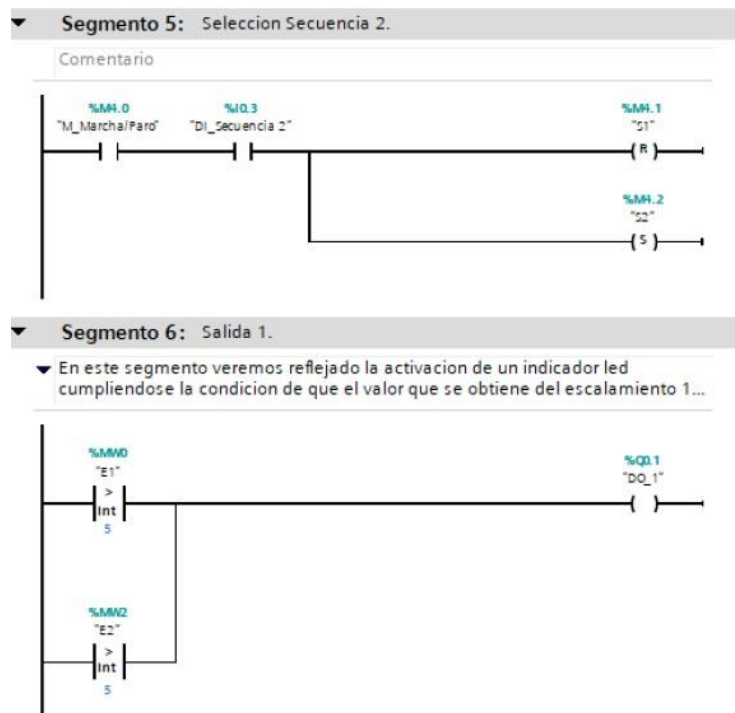 Segmento 5: Seleccion Secuencia 2.
Comentario
%M4.0 %I0.3 %M4.1
"M_Marcha/Paro" "DI_Secuencia 2" "S1"
R
%M4.2
"S2"
S
Segmento 6: Salida 1.
En este segmento veremos reflejado la activacion de un indicador led
cumpliendose la condicion de que el valor que se obtiene del escalamiento 1...
%MW0 %Q0.1
"E1" "DO_1"
>
Int
5
%MW2
"E2"
>
Int
5